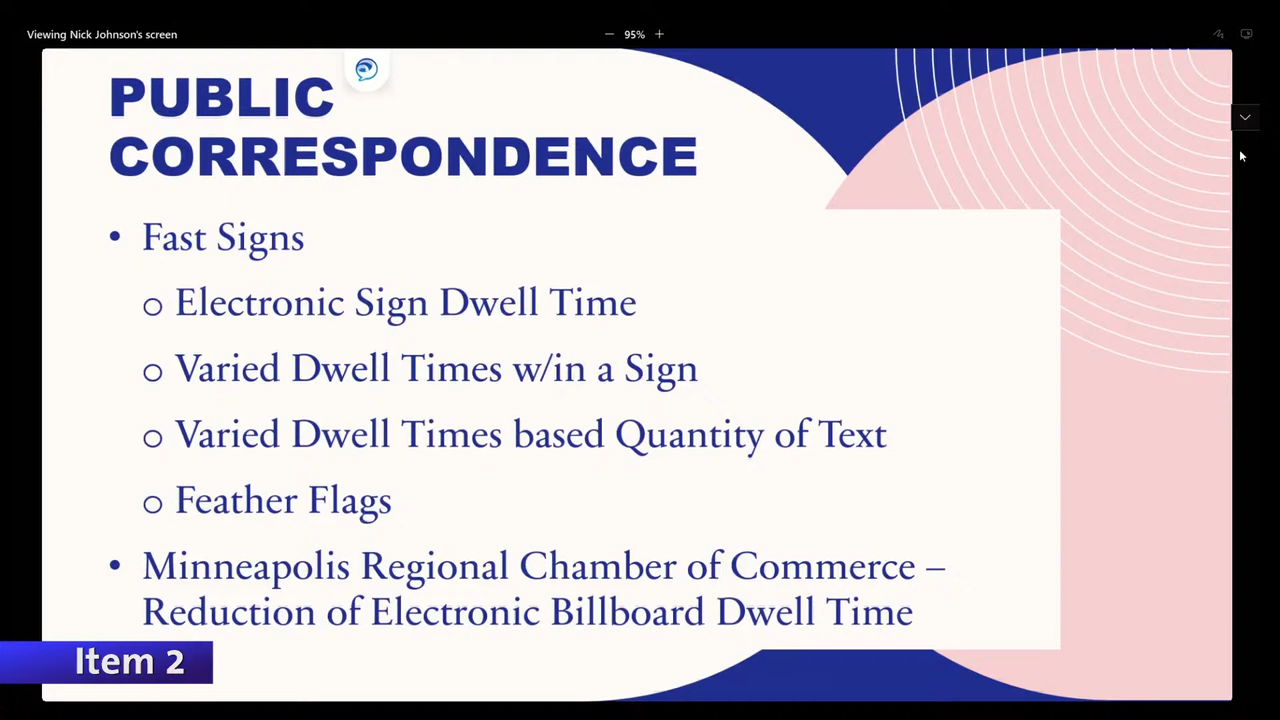 Viewing Nick Johnson's screen
95%
PUBLIC
CORRESPONDENCE
• Fast Signs
o Electronic Sign Dwell Time
o Varied Dwell Times w/in a Sign
o Varied Dwell Times based Quantity of Text
o Feather Flags
• Minneapolis Regional Chamber of Commerce –
Reduction of Electronic Billboard Dwell Time
Item 2